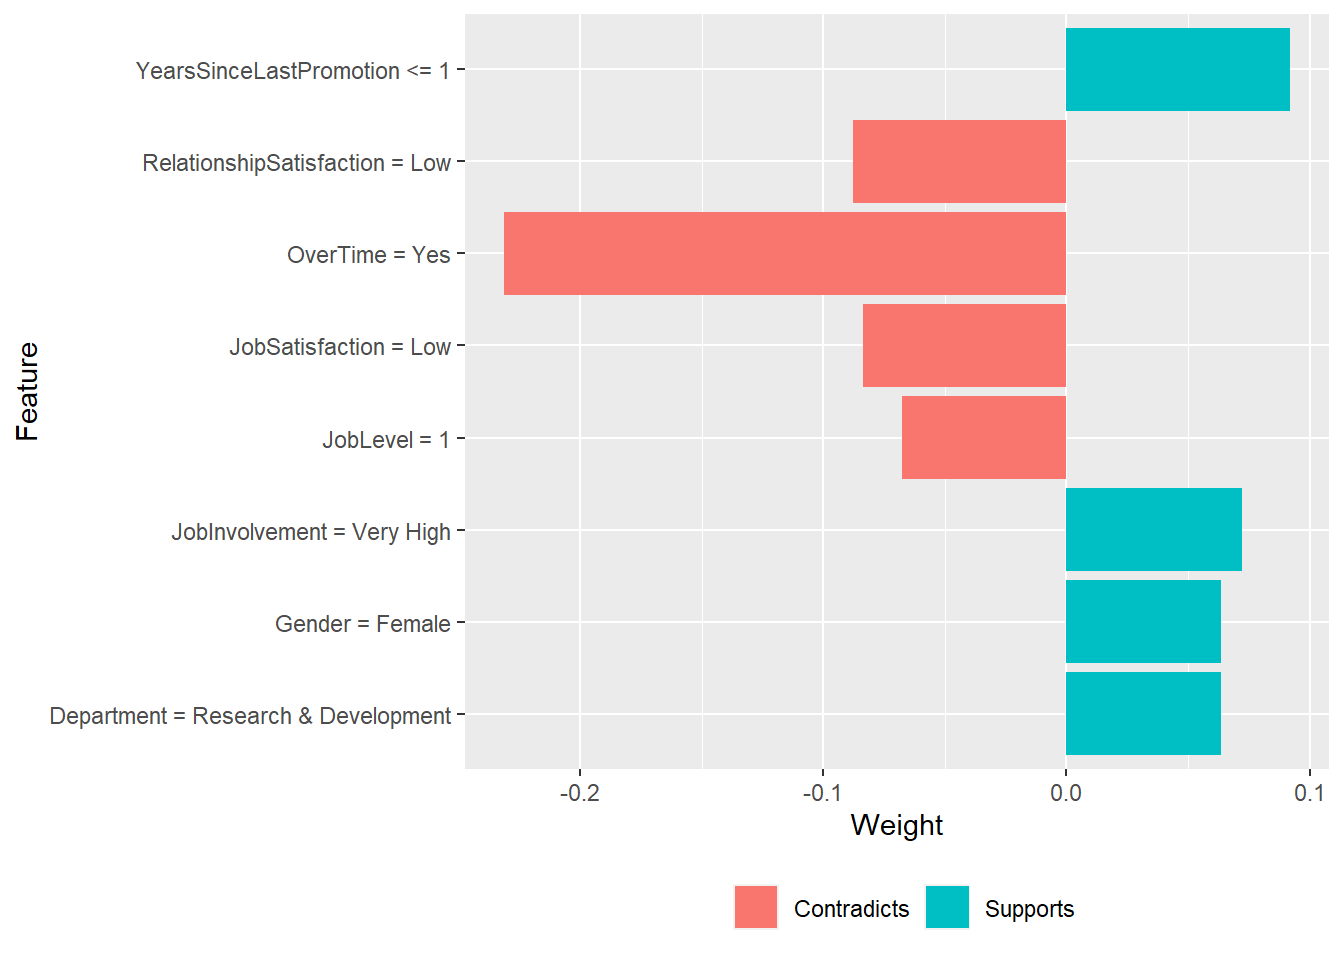 YearsSinceLastPromotion <= 1
RelationshipSatisfaction = Low
OverTime = Yes
JobSatisfaction = Low
JobLevel = 1
JobInvolvement = Very High
Gender = Female
Department = Research & Development
Feature
-0.2 -0.1 0.0 0.1
Weight
Contradicts Supports